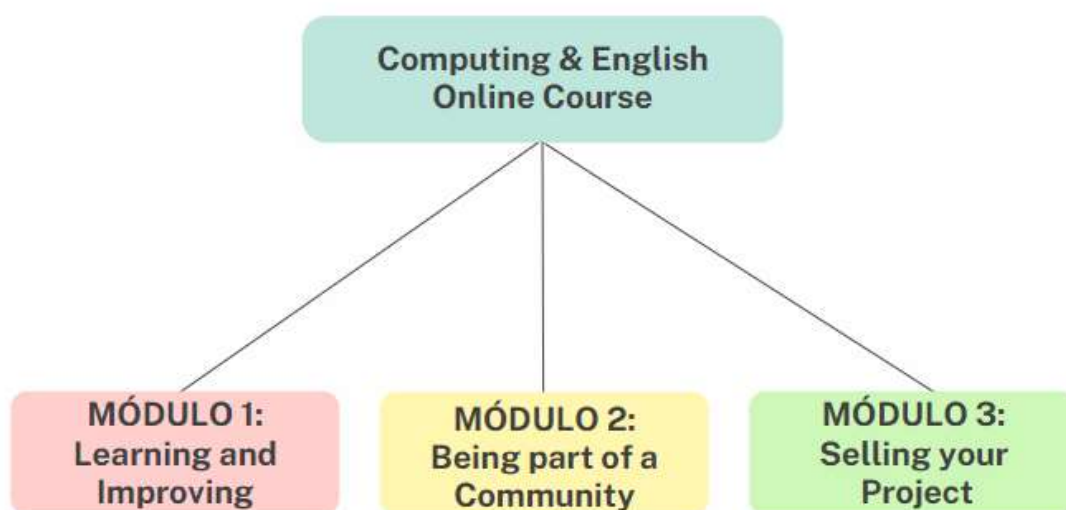 Computing & English
Online Course
MÓDULO 1:
Learning and
Improving
MÓDULO 2:
Being part of a
Community
MÓDULO 3:
Selling your
Project